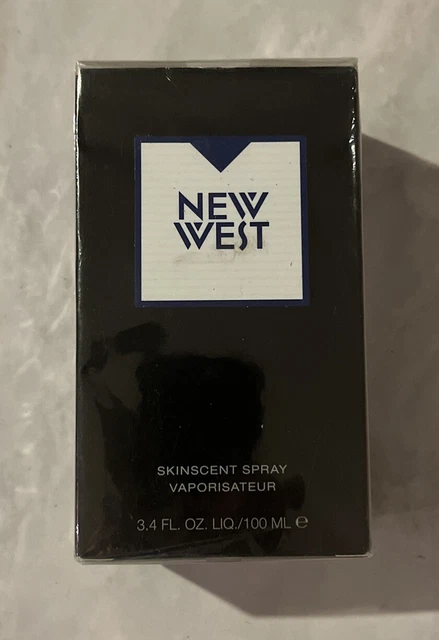 NEW
WEST
SKINSCENT SPRAY
VAPORISATEUR
3.4 FL. OZ. LIQ./100 ML ℮